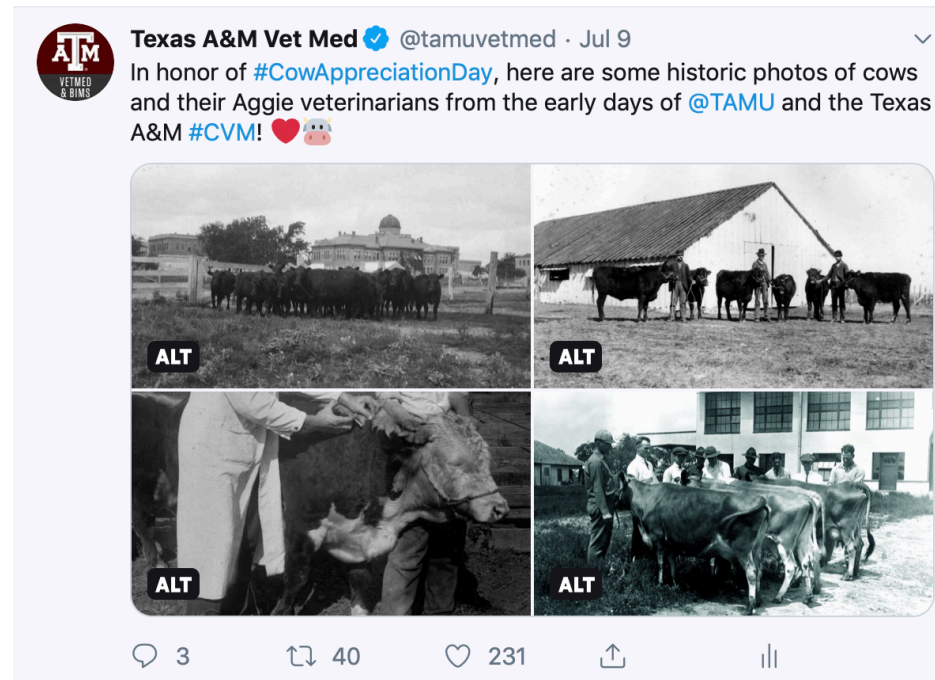 Texas A&M Vet Med @tamuvetmed · Jul 9
In honor of #CowAppreciationDay, here are some historic photos of cows
and their Aggie veterinarians from the early days of @TAMU and the Texas
A&M #CVM! ❤️🐮
ATM
VETMED
& BIMS
ALT
ALT
ALT
ALT
3 40 231